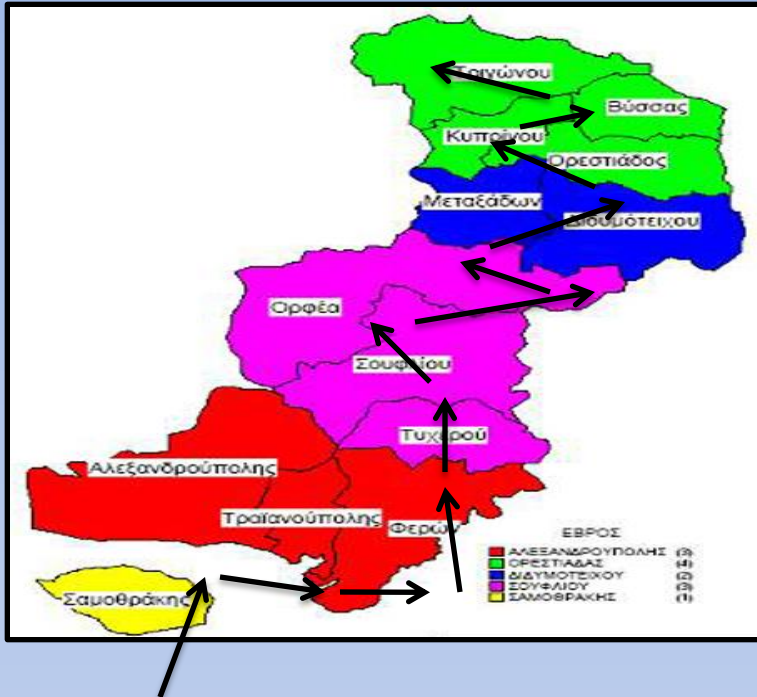 Τριγώνου
Βύσσας
Κυπρίνου
Ορεστιάδος
Μεταξάδων
Διδυμότειχου
Ορφέα
Σουφλίου
Τυχερού
Αλεξανδρούπολης
Τραϊανούπολης
Φερών
Σαμοθράκης
ΕΒΡΟΣ
ΑΛΕΞΑΝΔΡΟΥΠΟΛΗΣ (3)
ΟΡΕΣΤΙΑΔΑΣ (4)
ΔΙΔΥΜΟΤΕΙΧΟΥ (2)
ΣΟΥΦΛΙΟΥ (3)
ΣΑΜΟΘΡΑΚΗΣ (1)